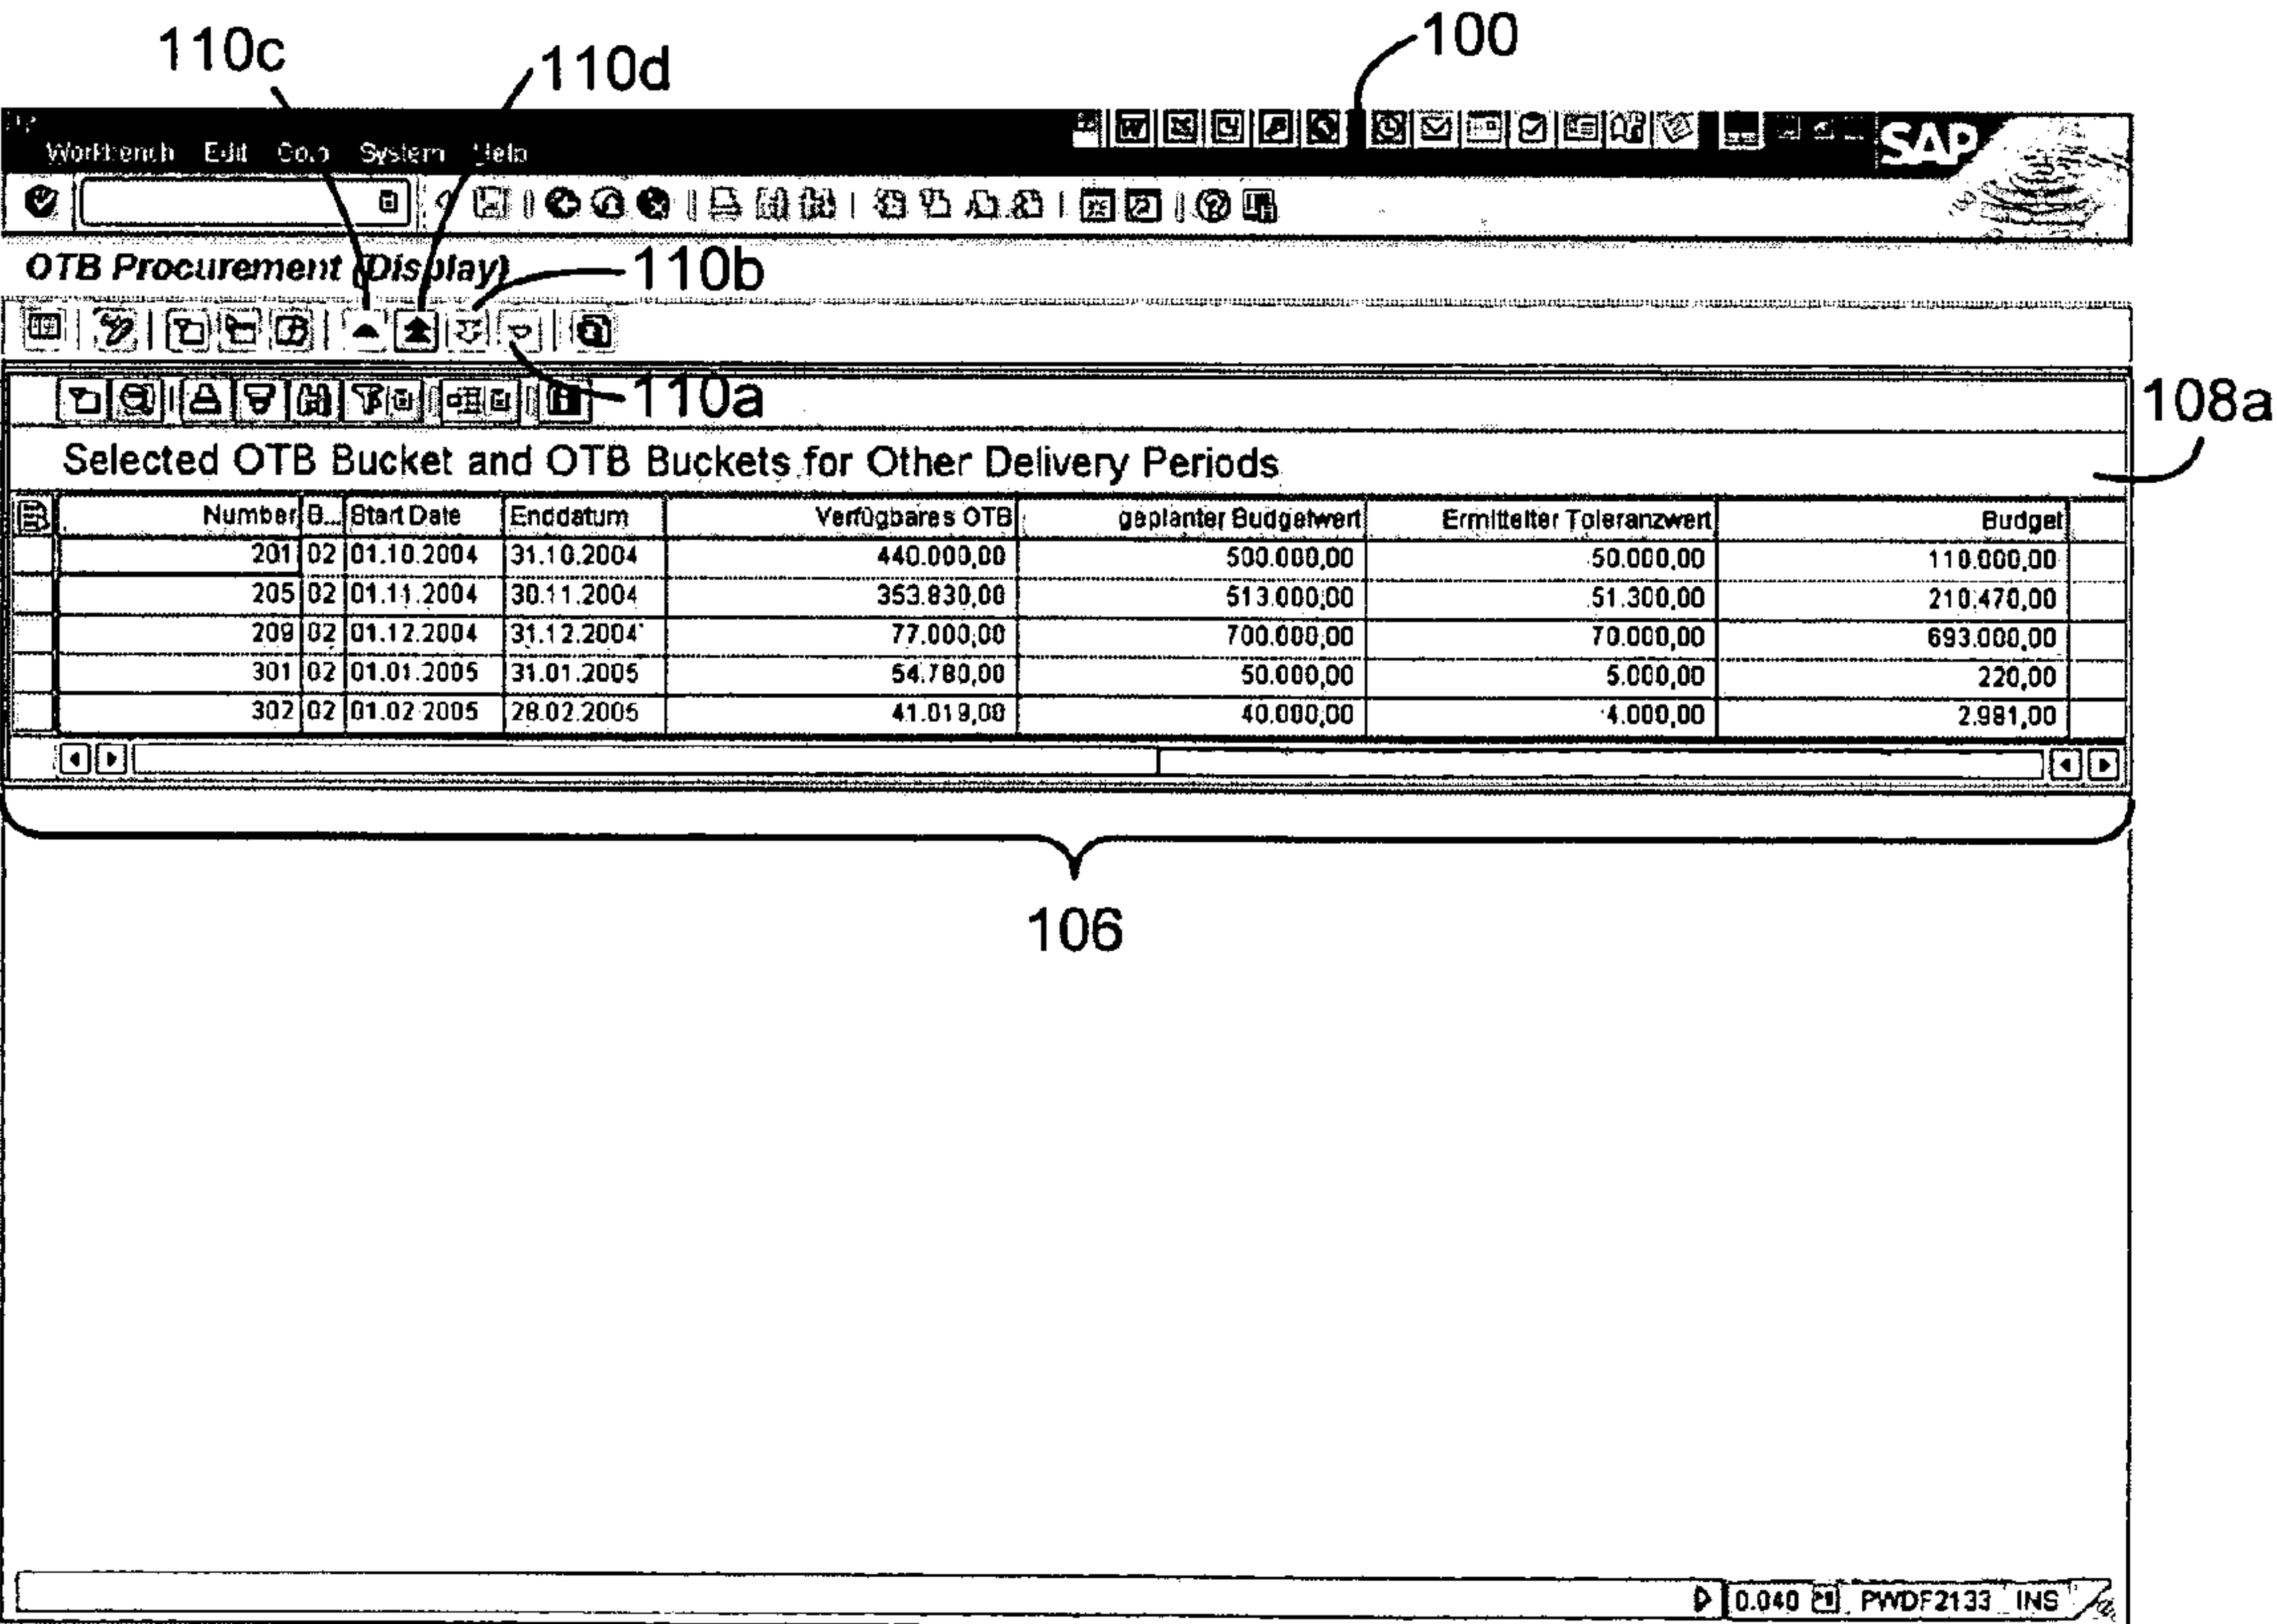 110c
110d
100
Workbench Edit Goto System Help
SAP
OTB Procurement (Display)
110b
110a
108a
Selected OTB Bucket and OTB Buckets for Other Delivery Periods
Number B... Start Date Enddatum Verfügbares OTB geplanter Budgetwert Ermittelter Toleranzwert Budget
201 02 01.10.2004 31.10.2004 440.000,00 500.000,00 50.000,00 110.000,00
205 02 01.11.2004 30.11.2004 353.830,00 513.000,00 51.300,00 210.470,00
209 02 01.12.2004 31.12.2004 77.000,00 700.000,00 70.000,00 693.000,00
301 02 01.01.2005 31.01.2005 54.780,00 50.000,00 5.000,00 220,00
302 02 01.02.2005 28.02.2005 41.019,00 40.000,00 4.000,00 2.981,00
106
0.040 PWDF2133 INS